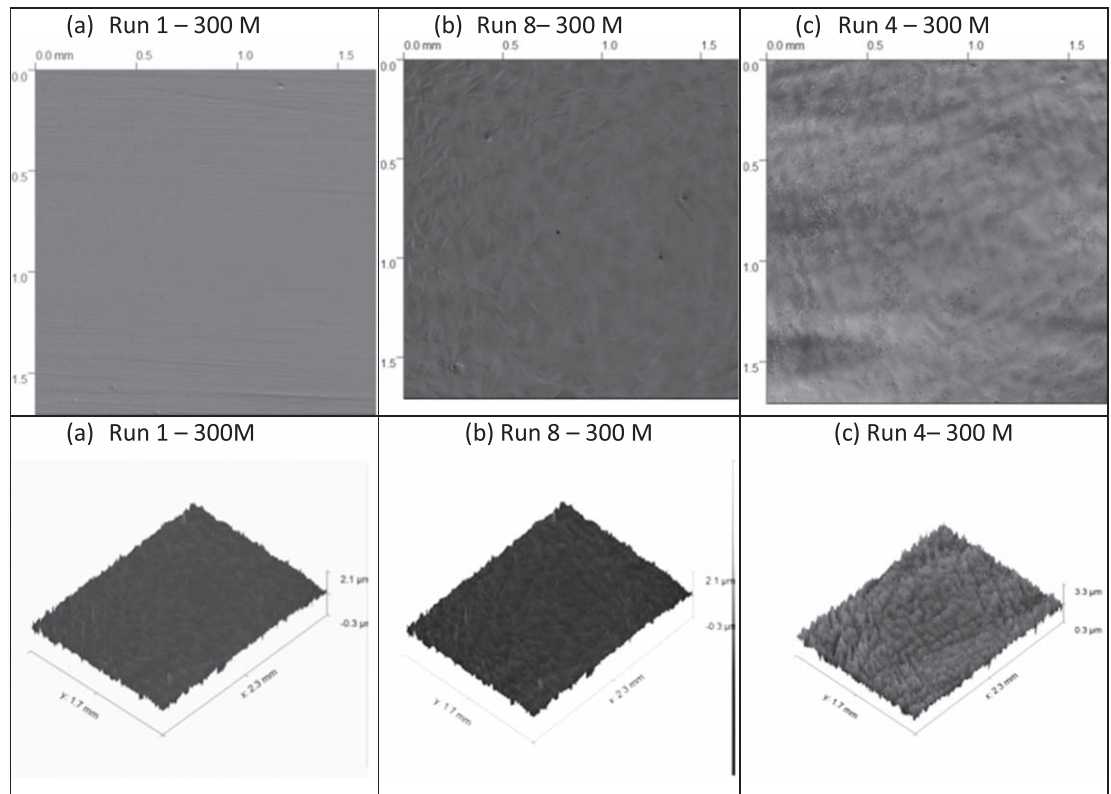 (a) Run 1 – 300 M
0.0 mm 0.5 1.0 1.5
0.0
0.5
1.0
1.5
(b) Run 8– 300 M
0.0 mm 0.5 1.0 1.5
0.0
0.5
1.0
1.5
(c) Run 4 – 300 M
0.0 mm 0.5 1.0 1.5
0.0
0.5
1.0
1.5
(a) Run 1 – 300M
2.1 µm
-0.3 µm
y: 1.7 mm
x: 2.3 mm
(b) Run 8 – 300 M
2.1 µm
-0.3 µm
y: 1.7 mm
x: 2.3 mm
(c) Run 4– 300 M
3.3 µm
0.3 µm
y: 1.7 mm
x: 2.3 mm